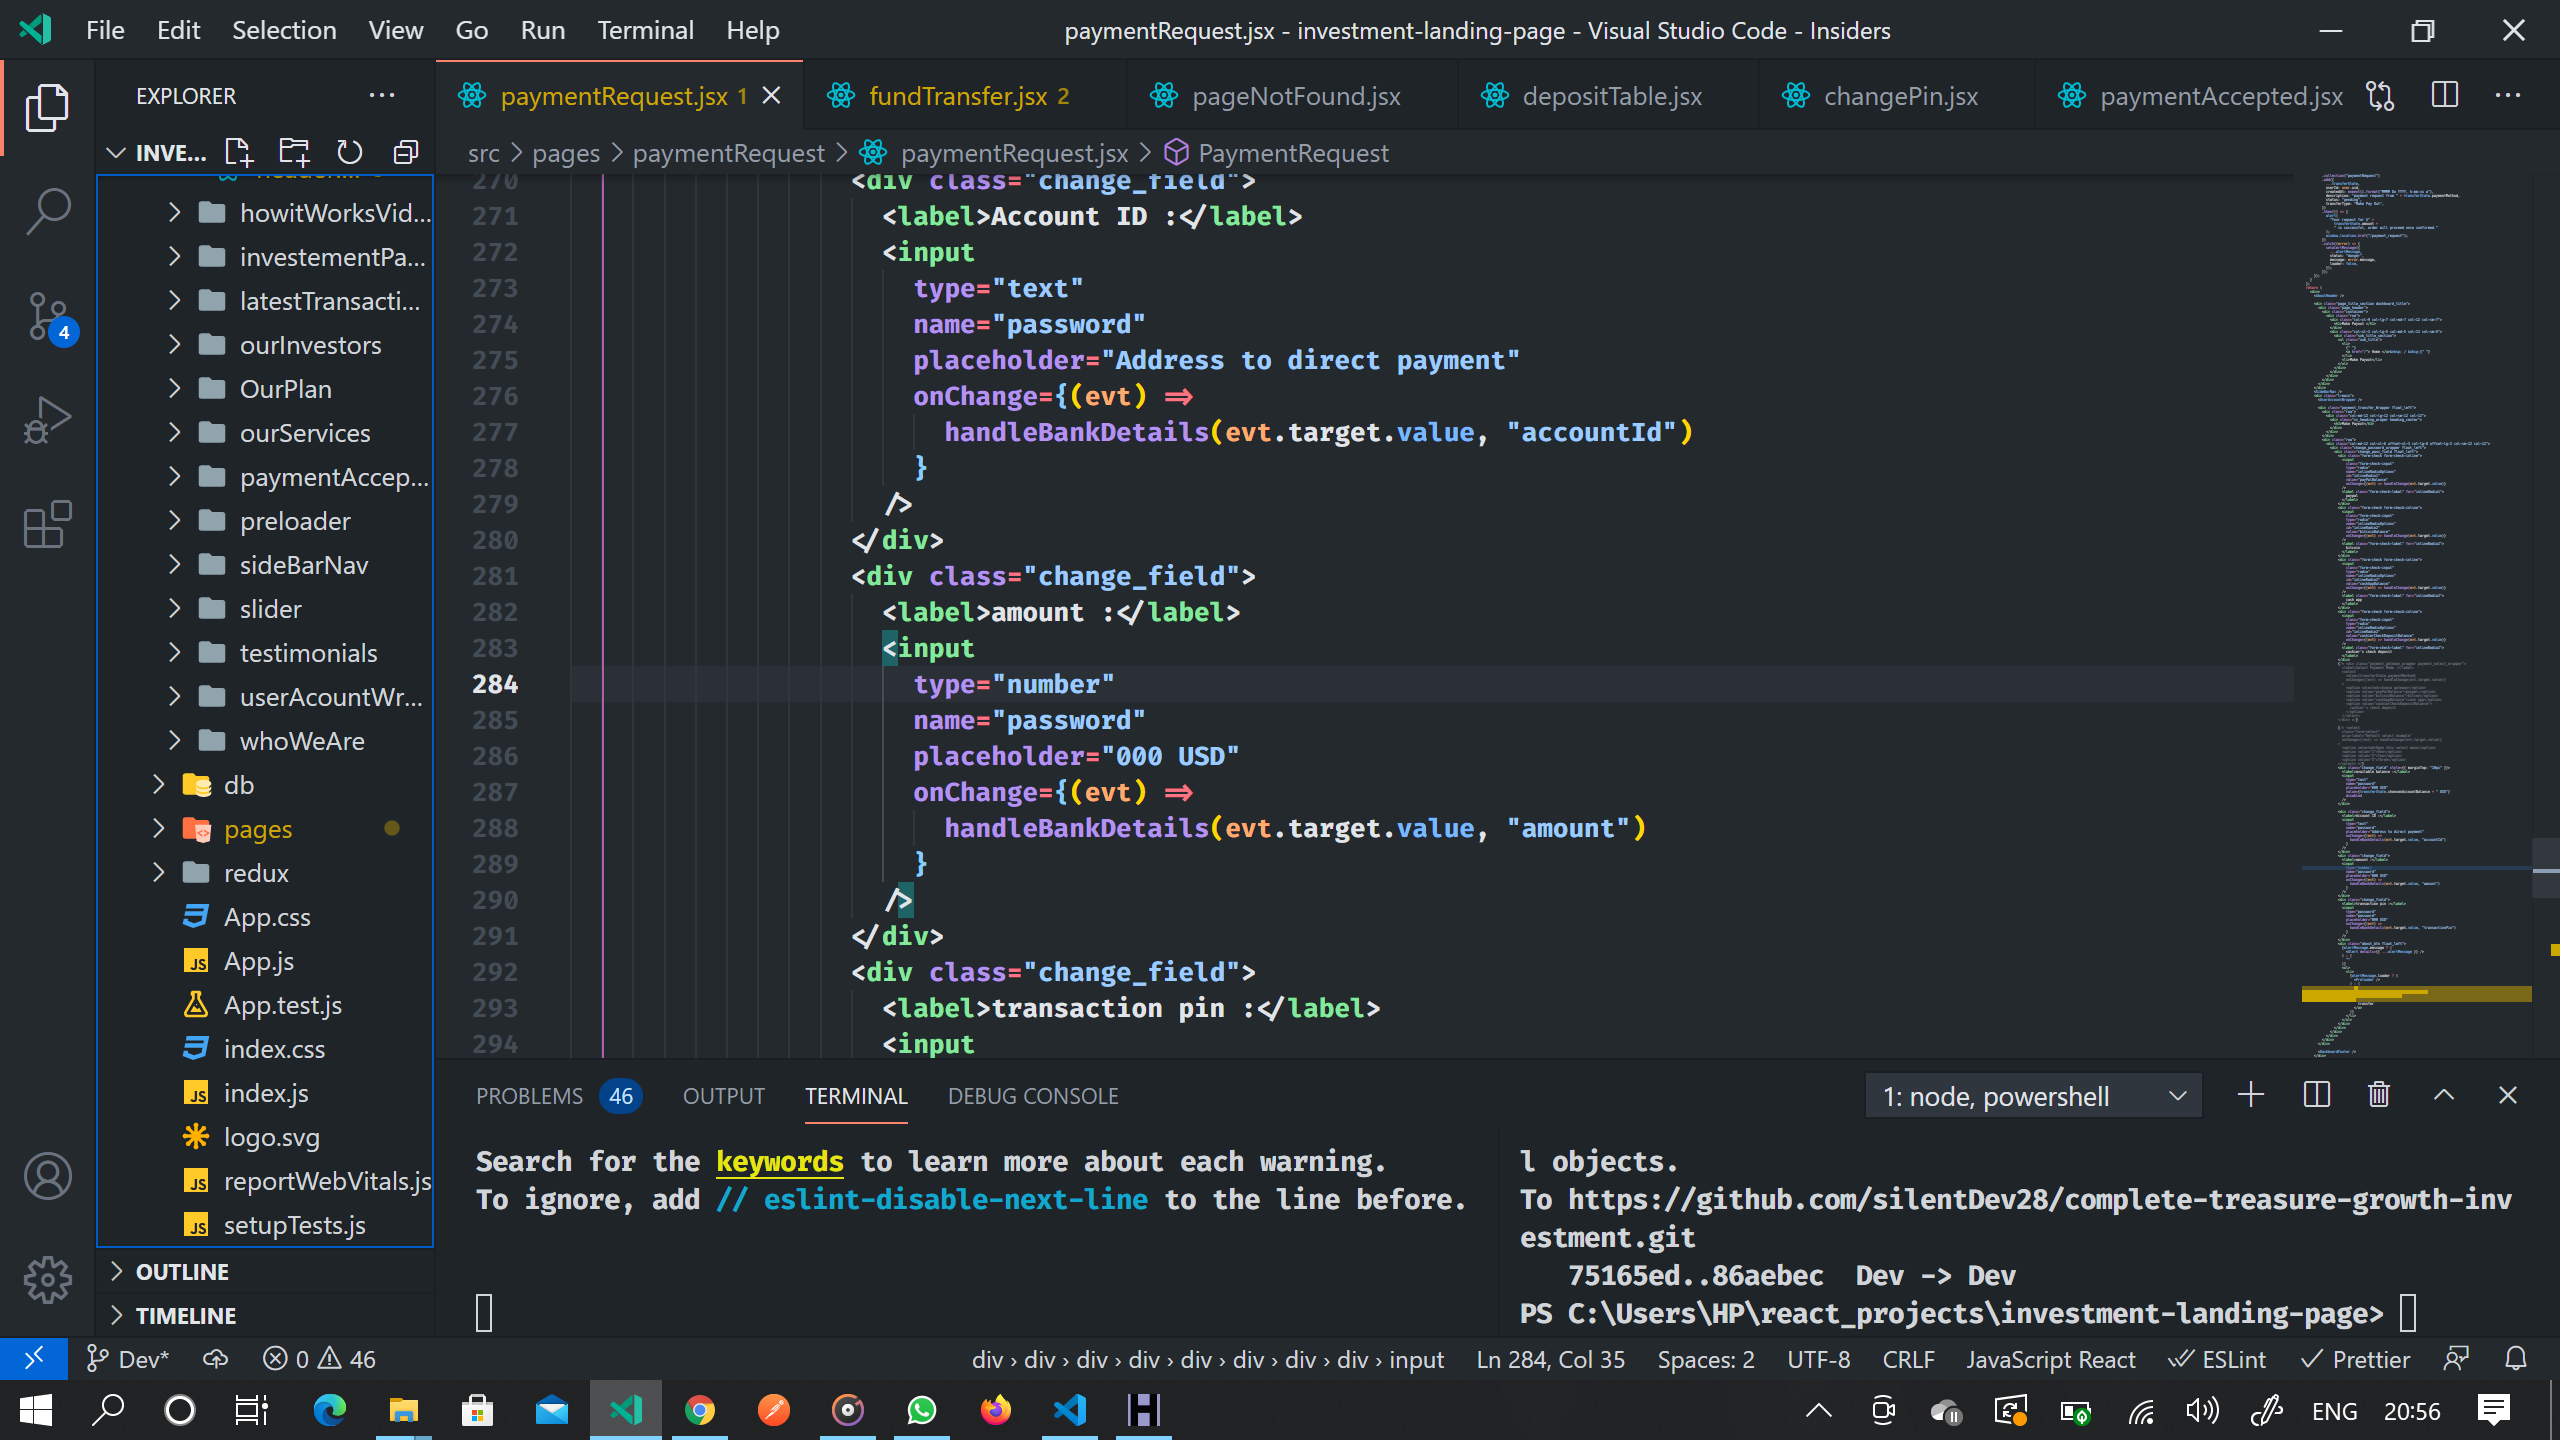 File Edit Selection View Go Run Terminal Help
paymentRequest.jsx - investment-landing-page - Visual Studio Code - Insiders
EXPLORER
paymentRequest.jsx 1
fundTransfer.jsx 2
pageNotFound.jsx
depositTable.jsx
changePin.jsx
paymentAccepted.jsx
INVE...
src > pages > paymentRequest > paymentRequest.jsx > PaymentRequest
howitWorksVid...
investementPa...
latestTransacti...
ourInvestors
OurPlan
ourServices
paymentAccep...
preloader
sideBarNav
slider
testimonials
userAcountWr...
whoWeAre
db
pages
redux
App.css
App.js
App.test.js
index.css
index.js
logo.svg
reportWebVitals.js
setupTests.js
OUTLINE
TIMELINE
270 <div class="change_field">
271 <label>Account ID :</label>
272 <input
273 type="text"
274 name="password"
275 placeholder="Address to direct payment"
276 onChange={(evt) =>
277 handleBankDetails(evt.target.value, "accountId")
278 }
279 />
280 </div>
281 <div class="change_field">
282 <label>amount :</label>
283 <input
284 type="number"
285 name="password"
286 placeholder="000 USD"
287 onChange={(evt) =>
288 handleBankDetails(evt.target.value, "amount")
289 }
290 />
291 </div>
292 <div class="change_field">
293 <label>transaction pin :</label>
294 <input
PROBLEMS 46 OUTPUT TERMINAL DEBUG CONSOLE
1: node, powershell
Search for the keywords to learn more about each warning.
To ignore, add // eslint-disable-next-line to the line before.
l objects.
To https://github.com/silentDev28/complete-treasure-growth-inv
estment.git
75165ed..86aebec Dev -> Dev
PS C:\Users\HP\react_projects\investment-landing-page>
4
Dev* 0 46
div › div › div › div › div › div › div › div › input
Ln 284, Col 35 Spaces: 2 UTF-8 CRLF JavaScript React ESLint Prettier
ENG 20:56